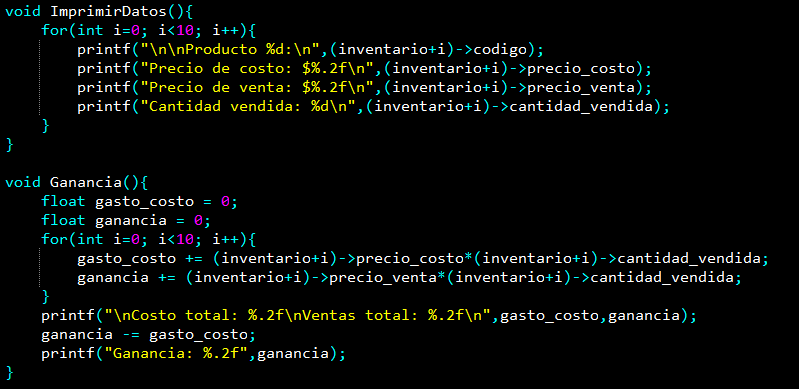 void ImprimirDatos(){
    for(int i=0; i<10; i++){
        printf("\n\nProducto %d:\n",(inventario+i)->codigo);
        printf("Precio de costo: $%.2f\n",(inventario+i)->precio_costo);
        printf("Precio de venta: $%.2f\n",(inventario+i)->precio_venta);
        printf("Cantidad vendida: %d\n",(inventario+i)->cantidad_vendida);
    }
}

void Ganancia(){
    float gasto_costo = 0;
    float ganancia = 0;
    for(int i=0; i<10; i++){
        gasto_costo += (inventario+i)->precio_costo*(inventario+i)->cantidad_vendida;
        ganancia += (inventario+i)->precio_venta*(inventario+i)->cantidad_vendida;
    }
    printf("\nCosto total: %.2f\nVentas total: %.2f\n",gasto_costo,ganancia);
    ganancia -= gasto_costo;
    printf("Ganancia: %.2f",ganancia);
}